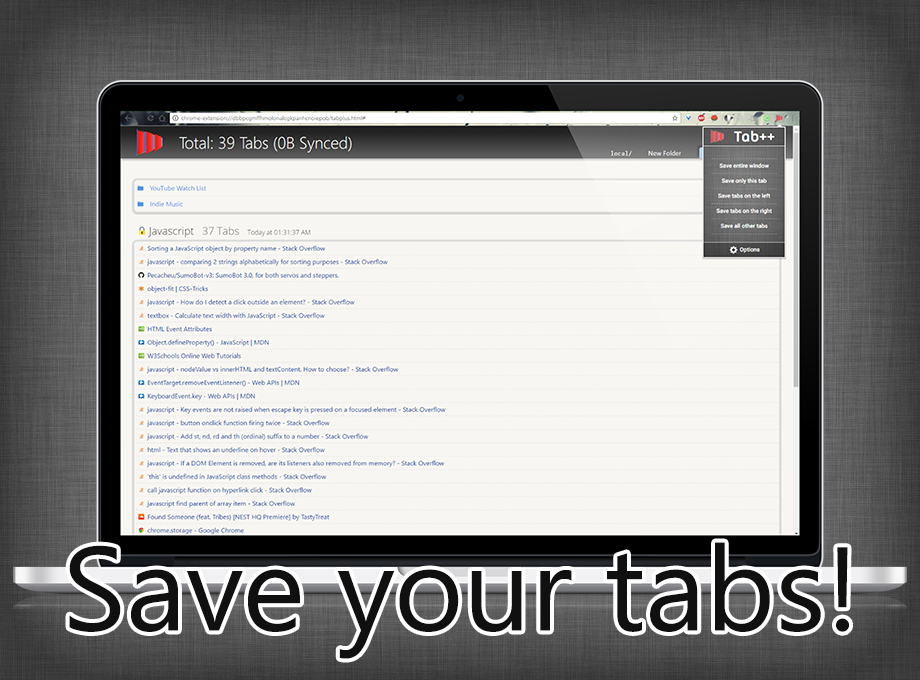 chrome-extension://dbbpcgmffhmolonalcgkpanhcnoiepob/tabplus.html#
Total: 39 Tabs (0B Synced)
local/ New Folder
Tab++
Save entire window
Save only this tab
Save tabs on the left
Save tabs on the right
Save all other tabs
Options
YouTube Watch List
Indie Music
Javascript 37 Tabs Today at 01:31:37 AM
Sorting a JavaScript object by property name - Stack Overflow
javascript - comparing 2 strings alphabetically for sorting purposes - Stack Overflow
Pecacheu/SumoBot-v3: SumoBot 3.0, for both servos and steppers.
object-fit | CSS-Tricks
javascript - How do I detect a click outside an element? - Stack Overflow
textbox - Calculate text width with JavaScript - Stack Overflow
HTML Event Attributes
Object.defineProperty() - JavaScript | MDN
W3Schools Online Web Tutorials
javascript - nodeValue vs innerHTML and textContent. How to choose? - Stack Overflow
EventTarget.removeEventListener() - Web APIs | MDN
KeyboardEvent.key - Web APIs | MDN
javascript - Key events are not raised when escape key is pressed on a focused element - Stack Overflow
javascript - button onclick function firing twice - Stack Overflow
javascript - Add st, nd, rd and th (ordinal) suffix to a number - Stack Overflow
html - Text that shows an underline on hover - Stack Overflow
javascript - If a DOM Element is removed, are its listeners also removed from memory? - Stack Overflow
'this' is undefined in JavaScript class methods - Stack Overflow
call javascript function on hyperlink click - Stack Overflow
javascript find parent of array item - Stack Overflow
Found Someone (feat. Tribes) [NEST HQ Premiere] by TastyTreat
chrome.storage - Google Chrome
Save your tabs!